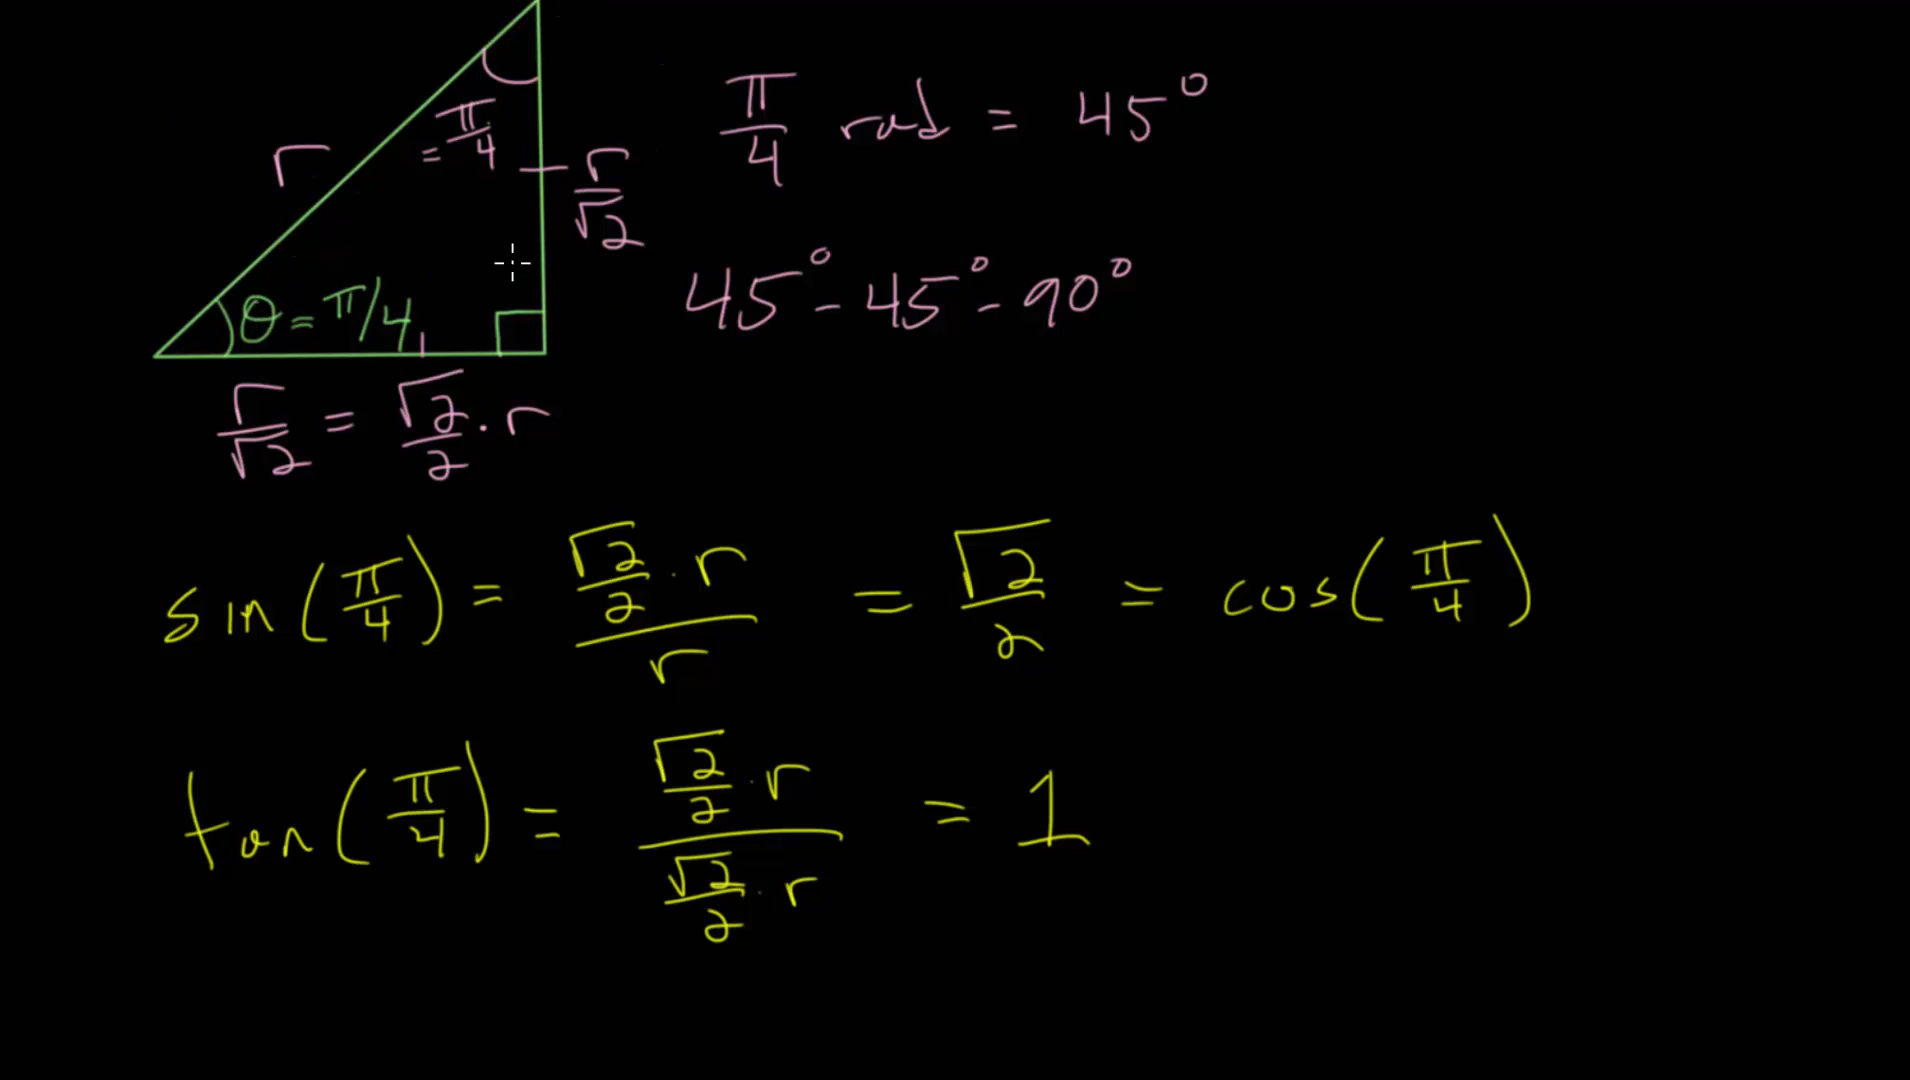 π/4 rad = 45°
r
= π/4
r/√2
θ = π/4
45° - 45° - 90°
r/√2 = √2/2 · r
sin(π/4) = (√2/2 · r)/r = √2/2 = cos(π/4)
tan(π/4) = (√2/2 · r)/(√2/2 · r) = 1